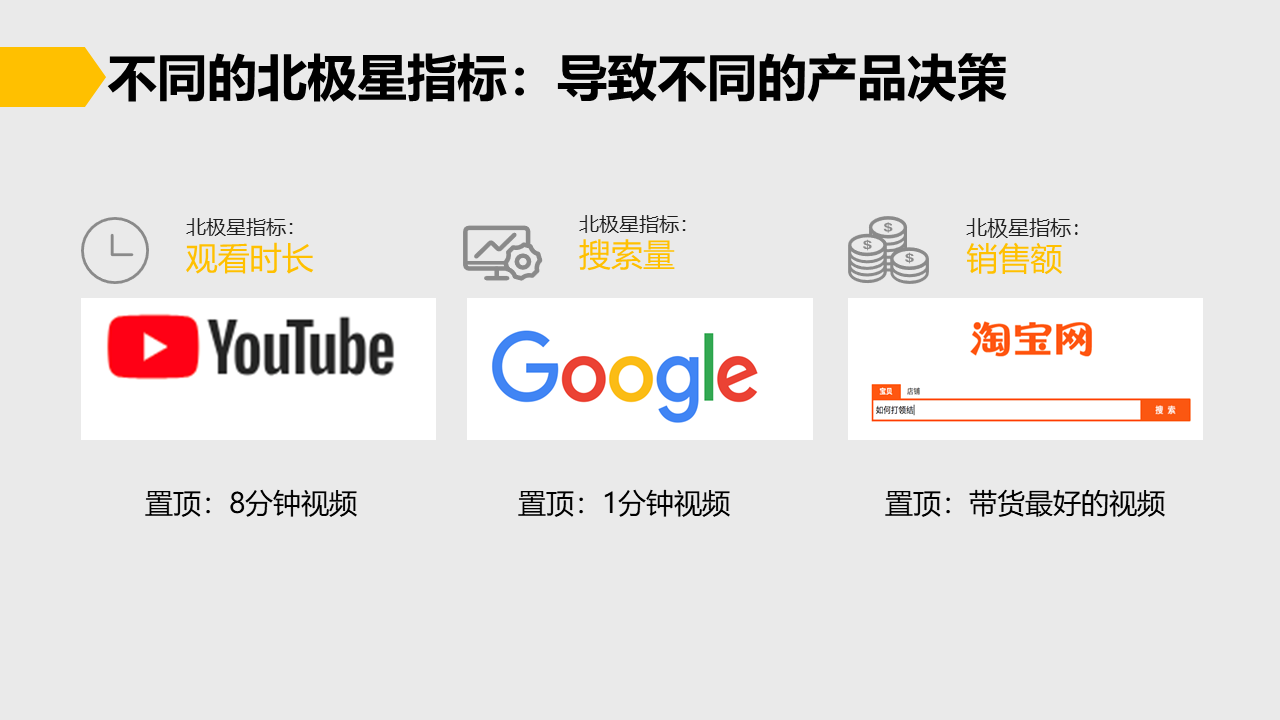 不同的北极星指标：导致不同的产品决策
北极星指标：
观看时长
北极星指标：
搜索量
北极星指标：
销售额
YouTube
Google
淘宝网
宝贝 店铺
如何打领结
搜 索
置顶：8分钟视频
置顶：1分钟视频
置顶：带货最好的视频